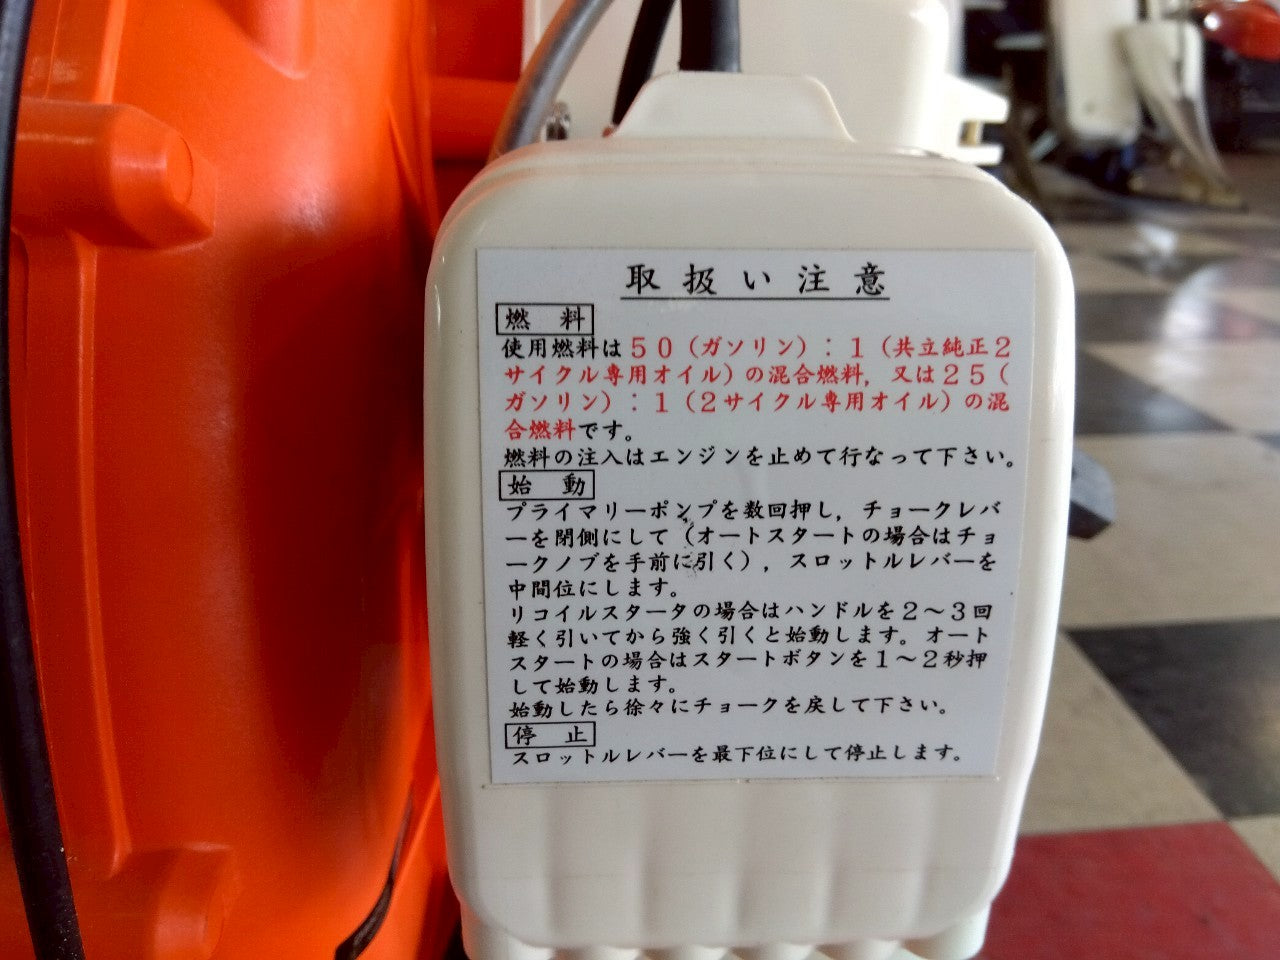 取扱い注意
燃　料
使用燃料は５０（ガソリン）：１（共立純正２
サイクル専用オイル）の混合燃料，又は２５（
ガソリン）：１（２サイクル専用オイル）の混
合燃料です。
燃料の注入はエンジンを止めて行なって下さい。
始　動
プライマリーポンプを数回押し，チョークレバ
ーを閉側にして（オートスタートの場合はチョ
ークノブを手前に引く），スロットルレバーを
中間位にします。
リコイルスタータの場合はハンドルを２～３回
軽く引いてから強く引くと始動します。オート
スタートの場合はスタートボタンを１～２秒押
して始動します。
始動したら徐々にチョークを戻して下さい。
停　止
スロットルレバーを最下位にして停止します。